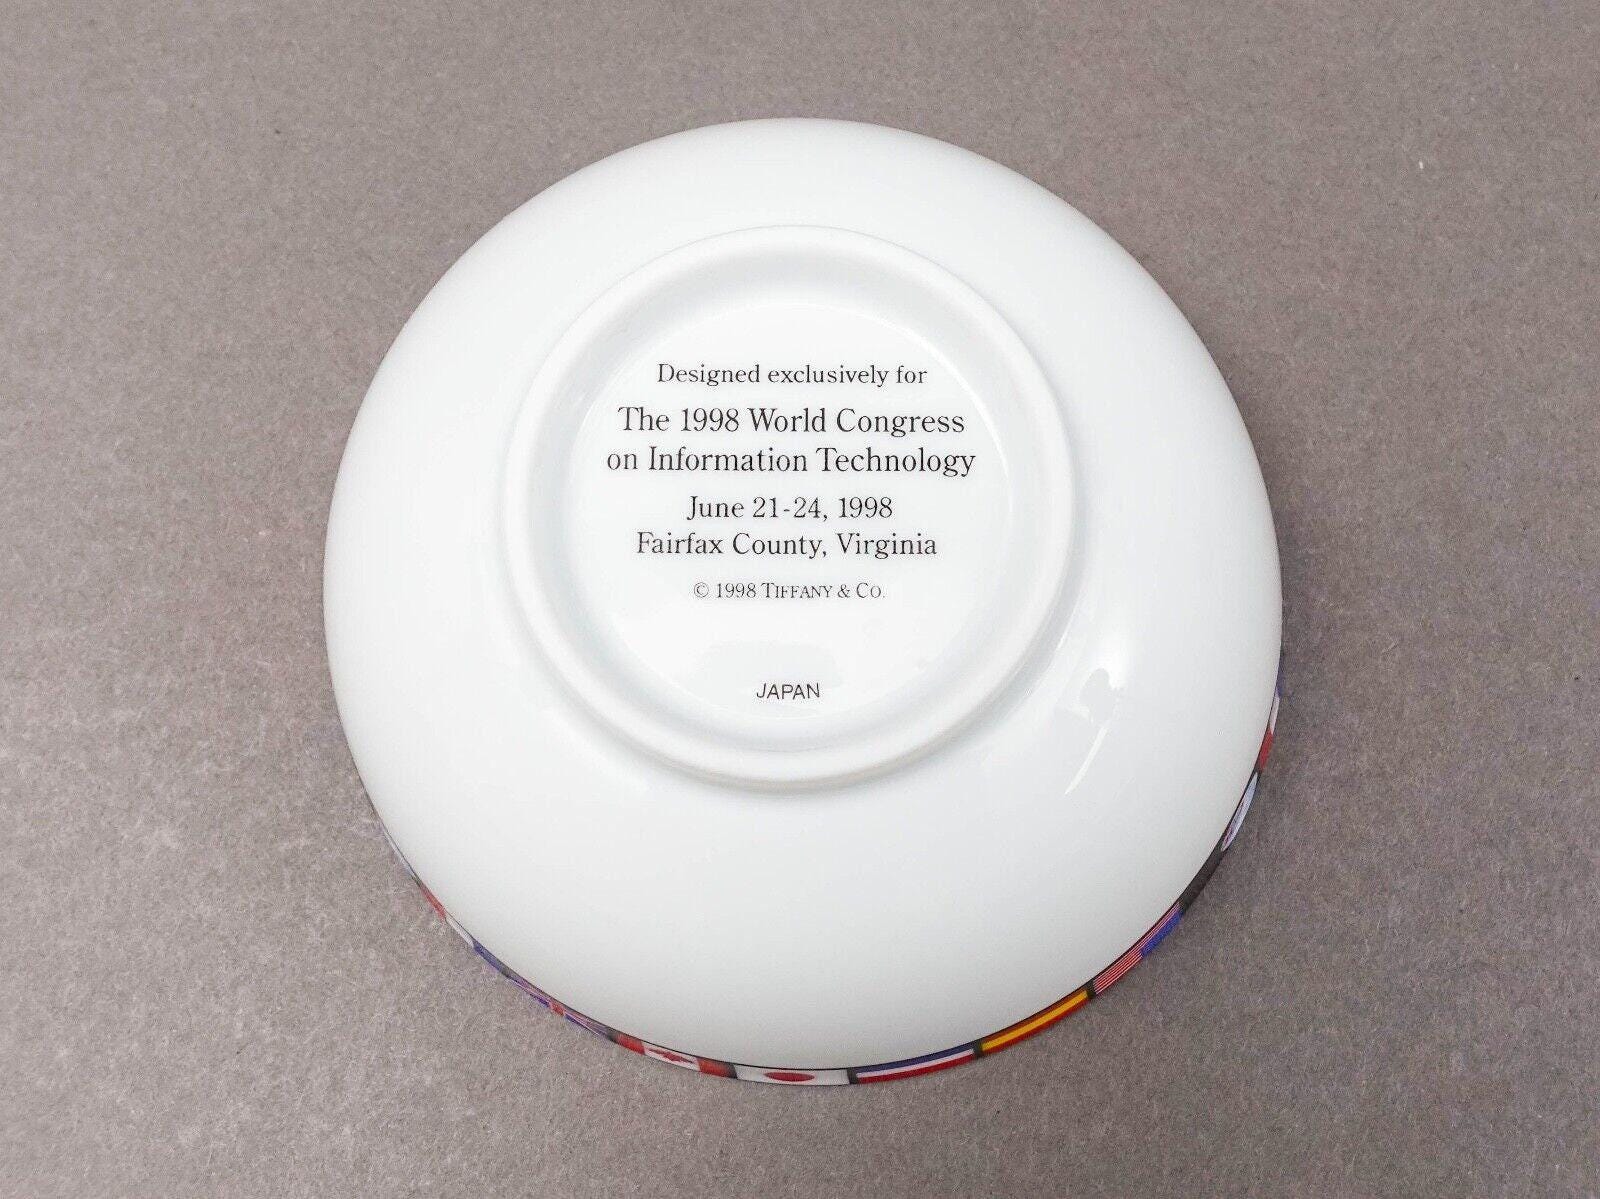 Designed exclusively for
The 1998 World Congress
on Information Technology
June 21-24, 1998
Fairfax County, Virginia
© 1998 TIFFANY & CO.
JAPAN